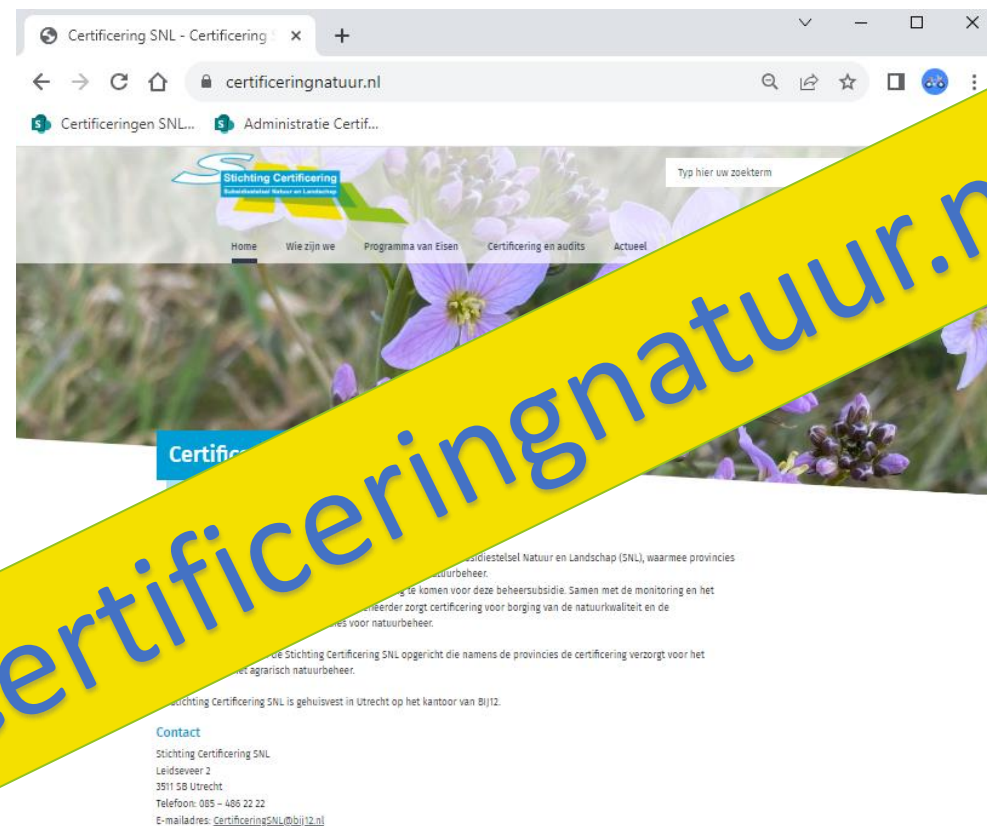 Certificering SNL - Certificering S
certificeringnatuur.nl
Certificeringen SNL... Administratie Certif...
Stichting Certificering
Subsidiestelsel Natuur en Landschap
Typ hier uw zoekterm
Home Wie zijn we Programma van Eisen Certificering en audits Actueel
ertificeringnatuur.n
Certific
sidiestelsel Natuur en Landschap (SNL), waarmee provincies
atuurbeheer.
g te komen voor deze beheersubsidie. Samen met de monitoring en het
eheerder zorgt certificering voor borging van de natuurkwaliteit en de
ies voor natuurbeheer.
de Stichting Certificering SNL opgericht die namens de provincies de certificering verzorgt voor het
et agrarisch natuurbeheer.
Stichting Certificering SNL is gehuisvest in Utrecht op het kantoor van BIJ12.
Contact
Stichting Certificering SNL
Leidseveer 2
3511 SB Utrecht
Telefoon: 085 – 486 22 22
E-mailadres: CertificeringSNL@bij12.nl